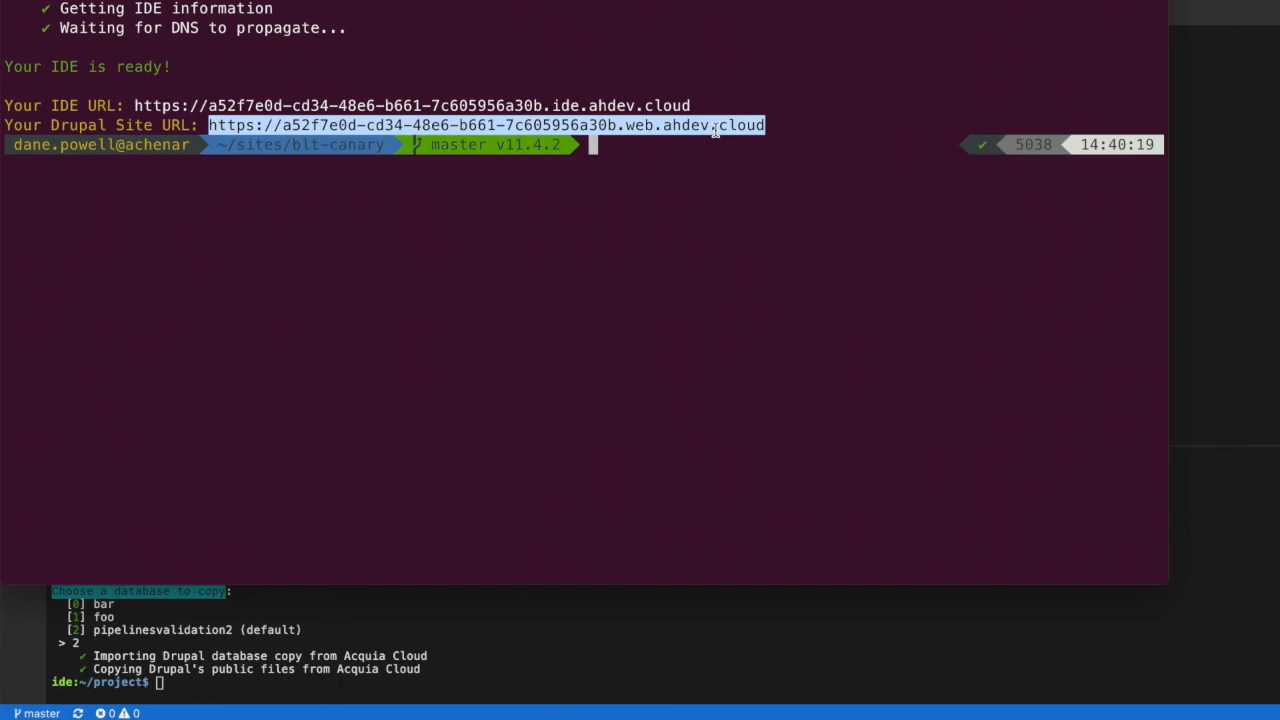 ✔ Getting IDE information
✔ Waiting for DNS to propagate...
Your IDE is ready!
Your IDE URL: https://a52f7e0d-cd34-48e6-b661-7c605956a30b.ide.ahdev.cloud
Your Drupal Site URL: https://a52f7e0d-cd34-48e6-b661-7c605956a30b.web.ahdev.cloud
dane.powell@achenar ~/sites/blt-canary master v11.4.2 ✔ 5038 14:40:19
Choose a database to copy:
[0] bar
[1] foo
[2] pipelinesvalidation2 (default)
> 2
✔ Importing Drupal database copy from Acquia Cloud
✔ Copying Drupal's public files from Acquia Cloud
ide:~/project$
master 0 0